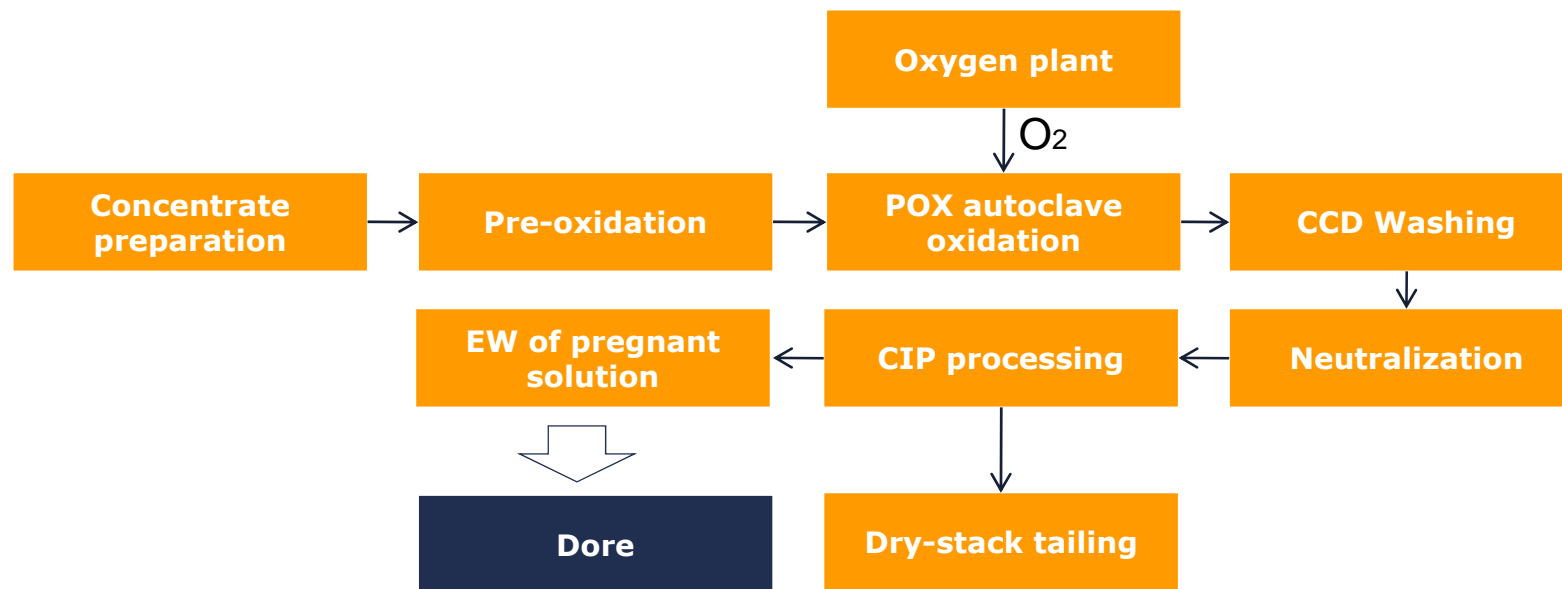 Oxygen plant
O2
Concentrate
preparation
Pre-oxidation
POX autoclave
oxidation
CCD Washing
EW of pregnant
solution
CIP processing
Neutralization
Dore
Dry-stack tailing